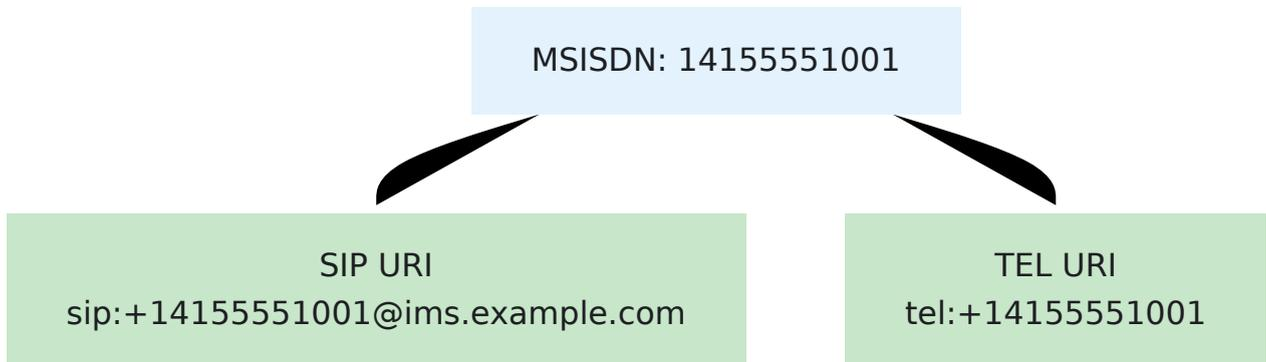 MSISDN: 14155551001
SIP URI
sip:+14155551001@ims.example.com
TEL URI
tel:+14155551001